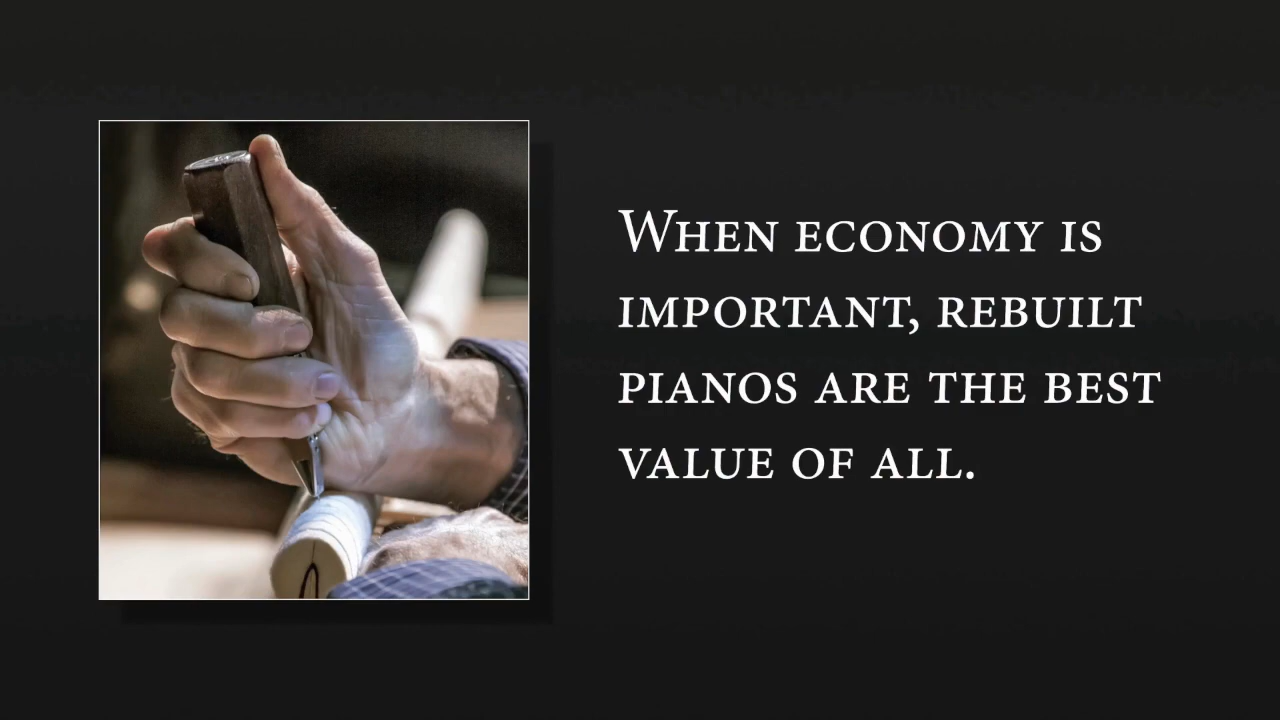 When economy is
important, rebuilt
pianos are the best
value of all.